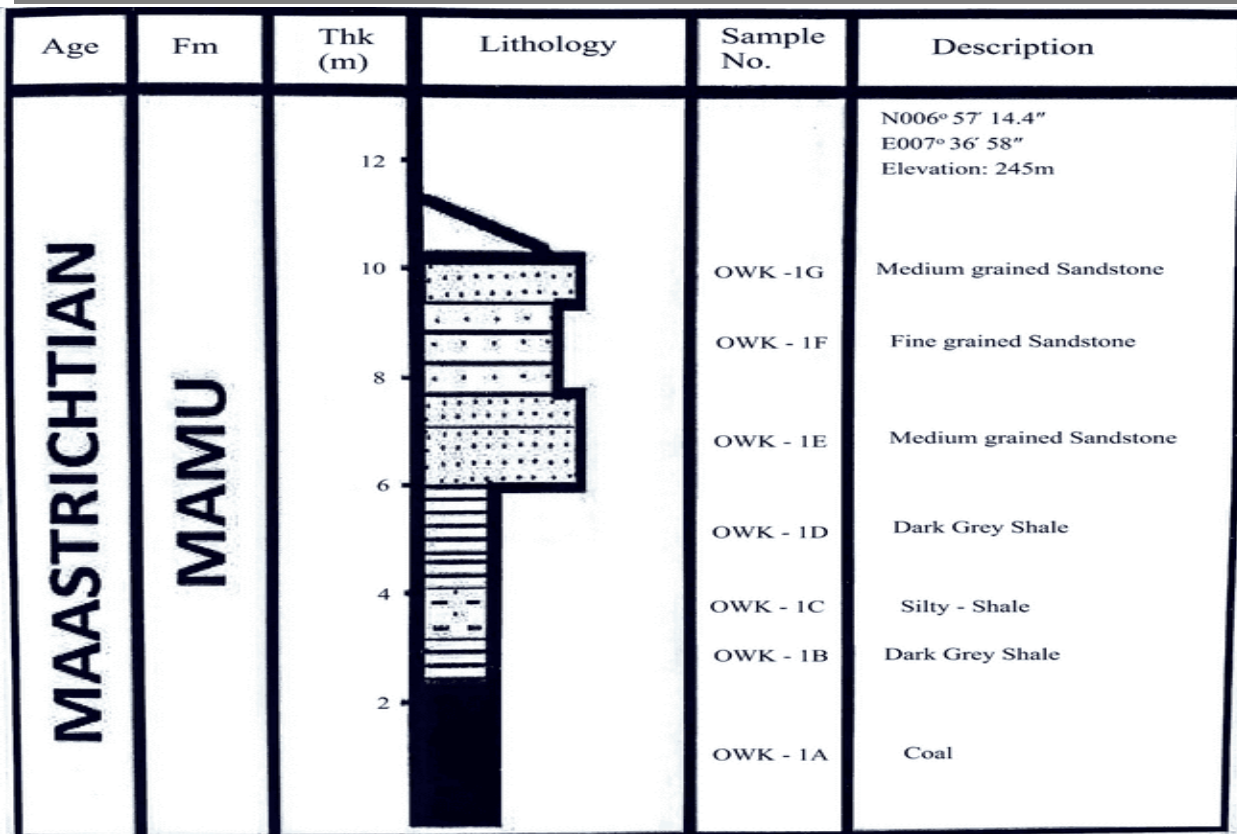 Age Fm Thk (m) Lithology Sample No. Description
N006º 57′ 14.4″
E007º 36′ 58″
Elevation: 245m
12
10 OWK -1G Medium grained Sandstone
OWK - 1F Fine grained Sandstone
8
OWK - 1E Medium grained Sandstone
6
OWK - 1D Dark Grey Shale
4 OWK - 1C Silty - Shale
OWK - 1B Dark Grey Shale
2
OWK - 1A Coal
MAASTRICHTIAN
MAMU